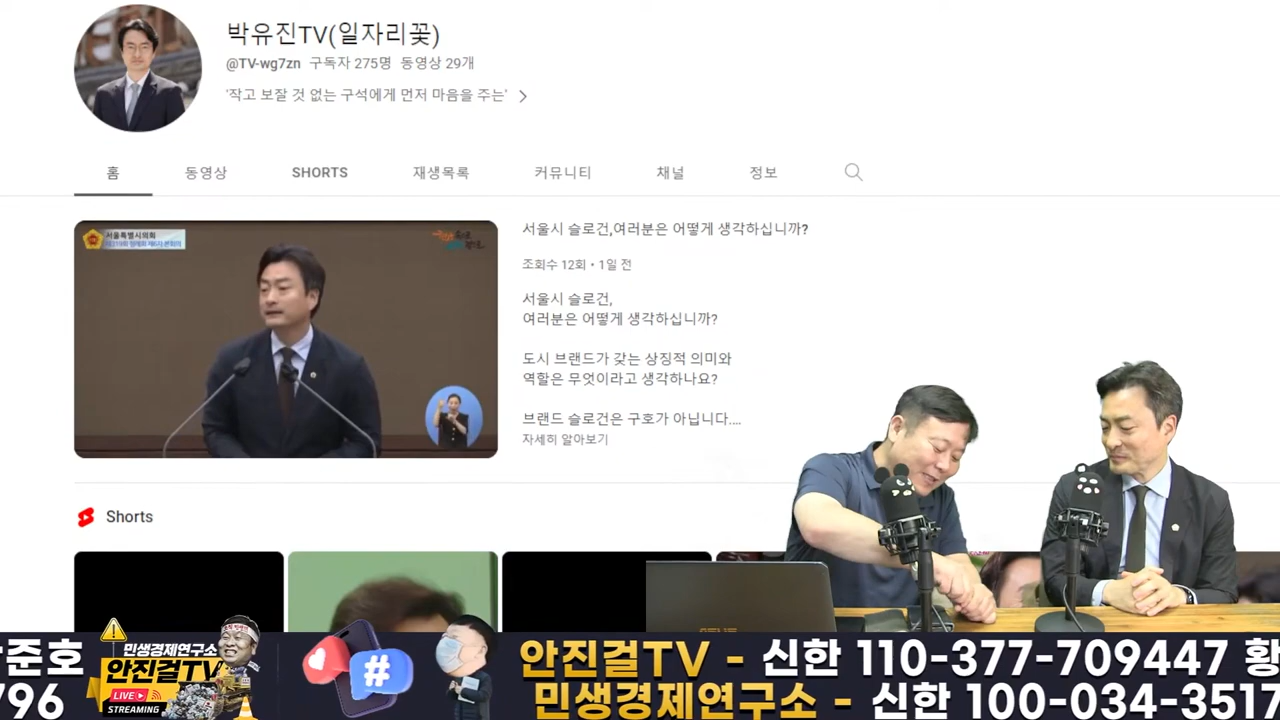 박유진TV(일자리꽃)
@TV-wg7zn 구독자 275명 동영상 29개
'작고 보잘 것 없는 구석에게 먼저 마음을 주는'
홈 동영상 SHORTS 재생목록 커뮤니티 채널 정보
서울특별시의회
서울시 슬로건,여러분은 어떻게 생각하십니까?
조회수 12회 • 1일 전
서울시 슬로건,
여러분은 어떻게 생각하십니까?
도시 브랜드가 갖는 상징적 의미와
역할은 무엇이라고 생각하나요?
브랜드 슬로건은 구호가 아닙니다....
자세히 알아보기
Shorts
준호
796
민생경제연구소
안진걸TV
LIVE
STREAMING
#
안진걸TV - 신한 110-377-709447 황
민생경제연구소 - 신한 100-034-3517